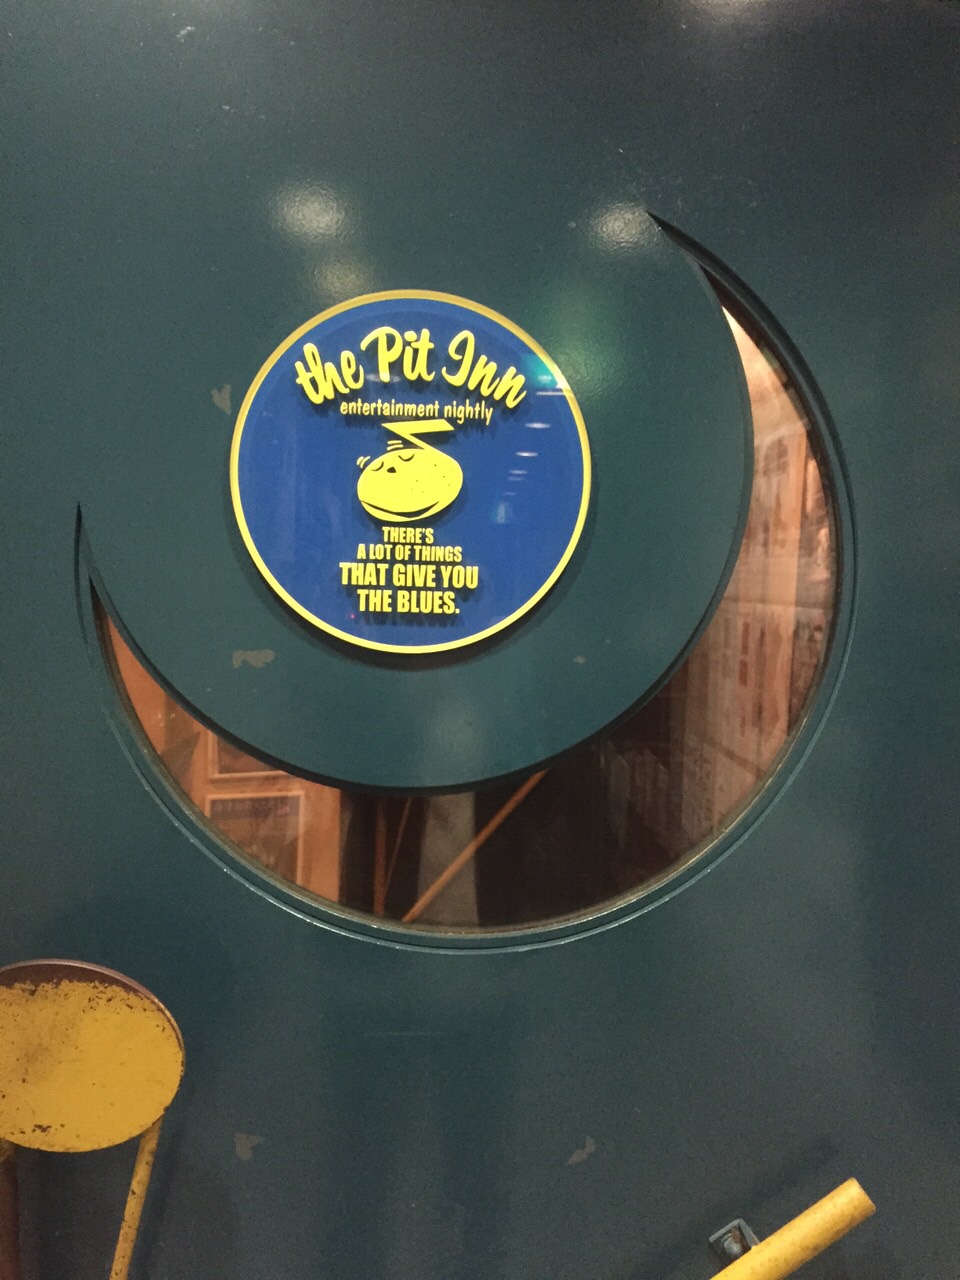 the Pit Inn
entertainment nightly
THERE'S
A LOT OF THINGS
THAT GIVE YOU
THE BLUES.